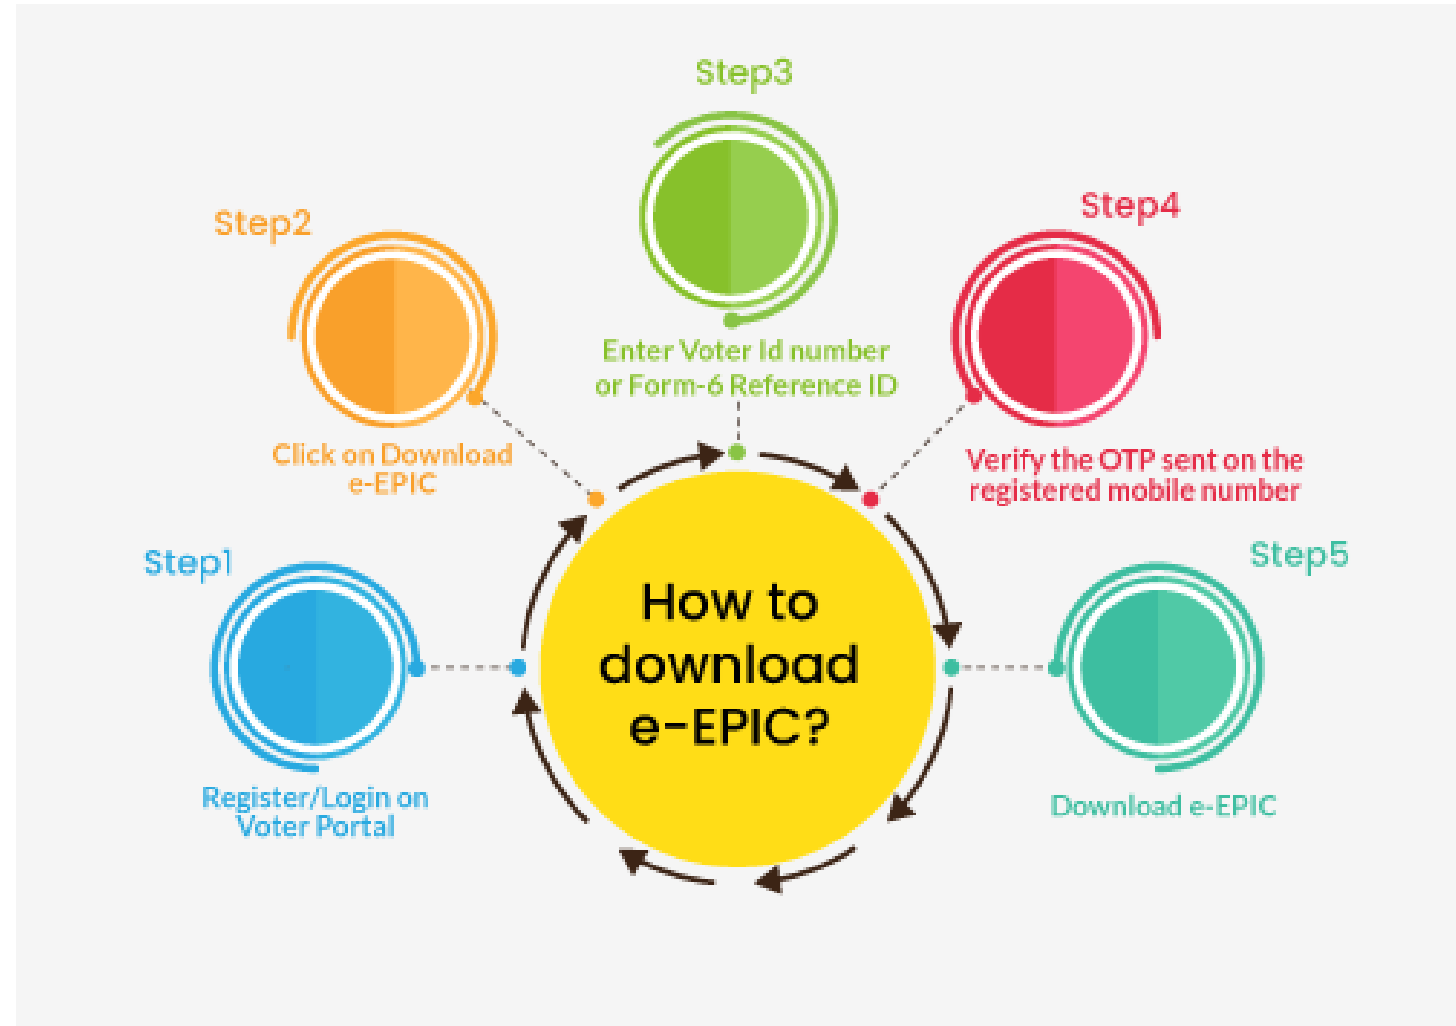 How to
download
e-EPIC?
Step1
Register/Login on
Voter Portal
Step2
Click on Download
e-EPIC
Step3
Enter Voter Id number
or Form-6 Reference ID
Step4
Verify the OTP sent on the
registered mobile number
Step5
Download e-EPIC